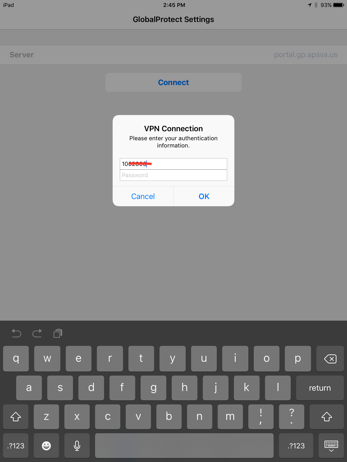 iPad
2:45 PM
93%
GlobalProtect Settings
Server
portal.gp.apsva.us
Connect
VPN Connection
Please enter your authentication
information.
Password
Cancel
OK
q w e r t y u i o p
a s d f g h j k l return
z x c v b n m ! , ? .
.?123
.?123